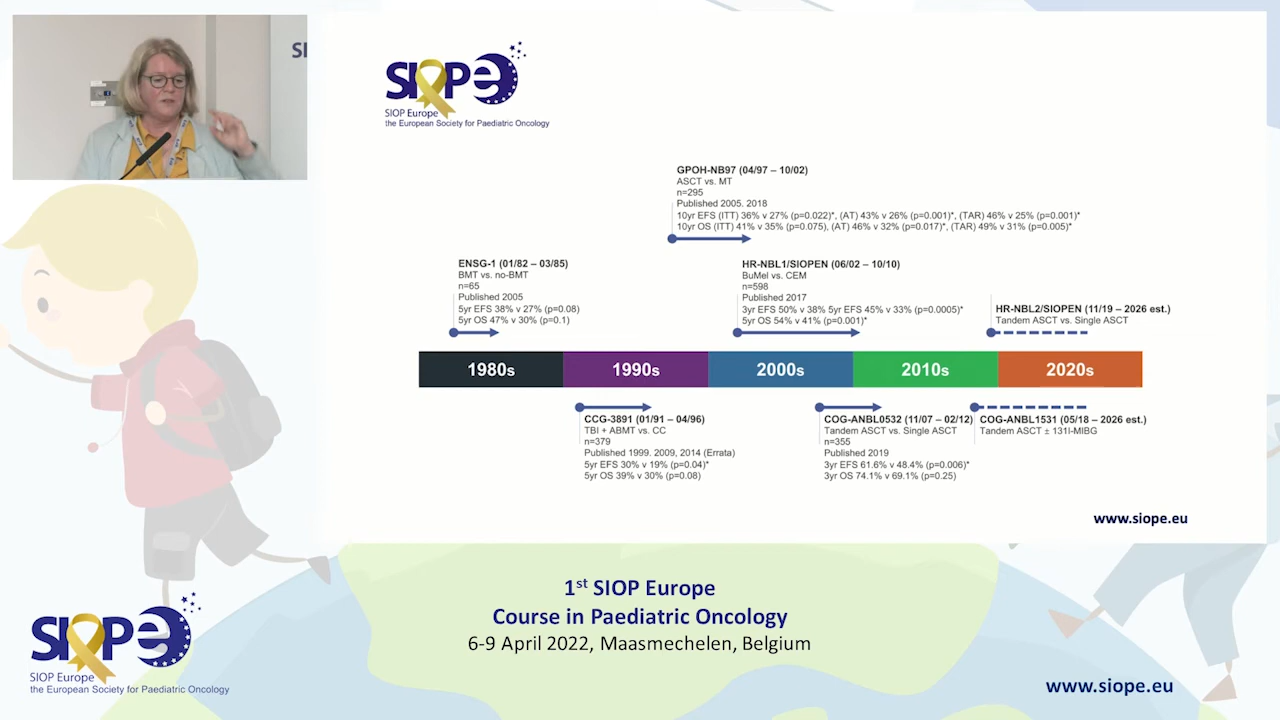 SI
SIOPe
SIOP Europe
the European Society for Paediatric Oncology
GPOH-NB97 (04/97 – 10/02)
ASCT vs. MT
n=295
Published 2005. 2018
10yr EFS (ITT) 36% v 27% (p=0.022)*, (AT) 43% v 26% (p=0.001)*, (TAR) 46% v 25% (p=0.001)*
10yr OS (ITT) 41% v 35% (p=0.075), (AT) 46% v 32% (p=0.017)*, (TAR) 49% v 31% (p=0.005)*
ENSG-1 (01/82 – 03/85)
BMT vs. no-BMT
n=65
Published 2005
5yr EFS 38% v 27% (p=0.08)
5yr OS 47% v 30% (p=0.1)
HR-NBL1/SIOPEN (06/02 – 10/10)
BuMel vs. CEM
n=598
Published 2017
3yr EFS 50% v 38% 5yr EFS 45% v 33% (p=0.0005)*
5yr OS 54% v 41% (p=0.001)*
HR-NBL2/SIOPEN (11/19 – 2026 est.)
Tandem ASCT vs. Single ASCT
1980s 1990s 2000s 2010s 2020s
CCG-3891 (01/91 – 04/96)
TBI + ABMT vs. CC
n=379
Published 1999. 2009, 2014 (Errata)
5yr EFS 30% v 19% (p=0.04)*
5yr OS 39% v 30% (p=0.08)
COG-ANBL0532 (11/07 – 02/12)
Tandem ASCT vs. Single ASCT
n=355
Published 2019
3yr EFS 61.6% v 48.4% (p=0.006)*
3yr OS 74.1% v 69.1% (p=0.25)
COG-ANBL1531 (05/18 – 2026 est.)
Tandem ASCT ± 131I-MIBG
www.siope.eu
1st SIOP Europe
Course in Paediatric Oncology
6-9 April 2022, Maasmechelen, Belgium
SIOPe
SIOP Europe
the European Society for Paediatric Oncology
www.siope.eu